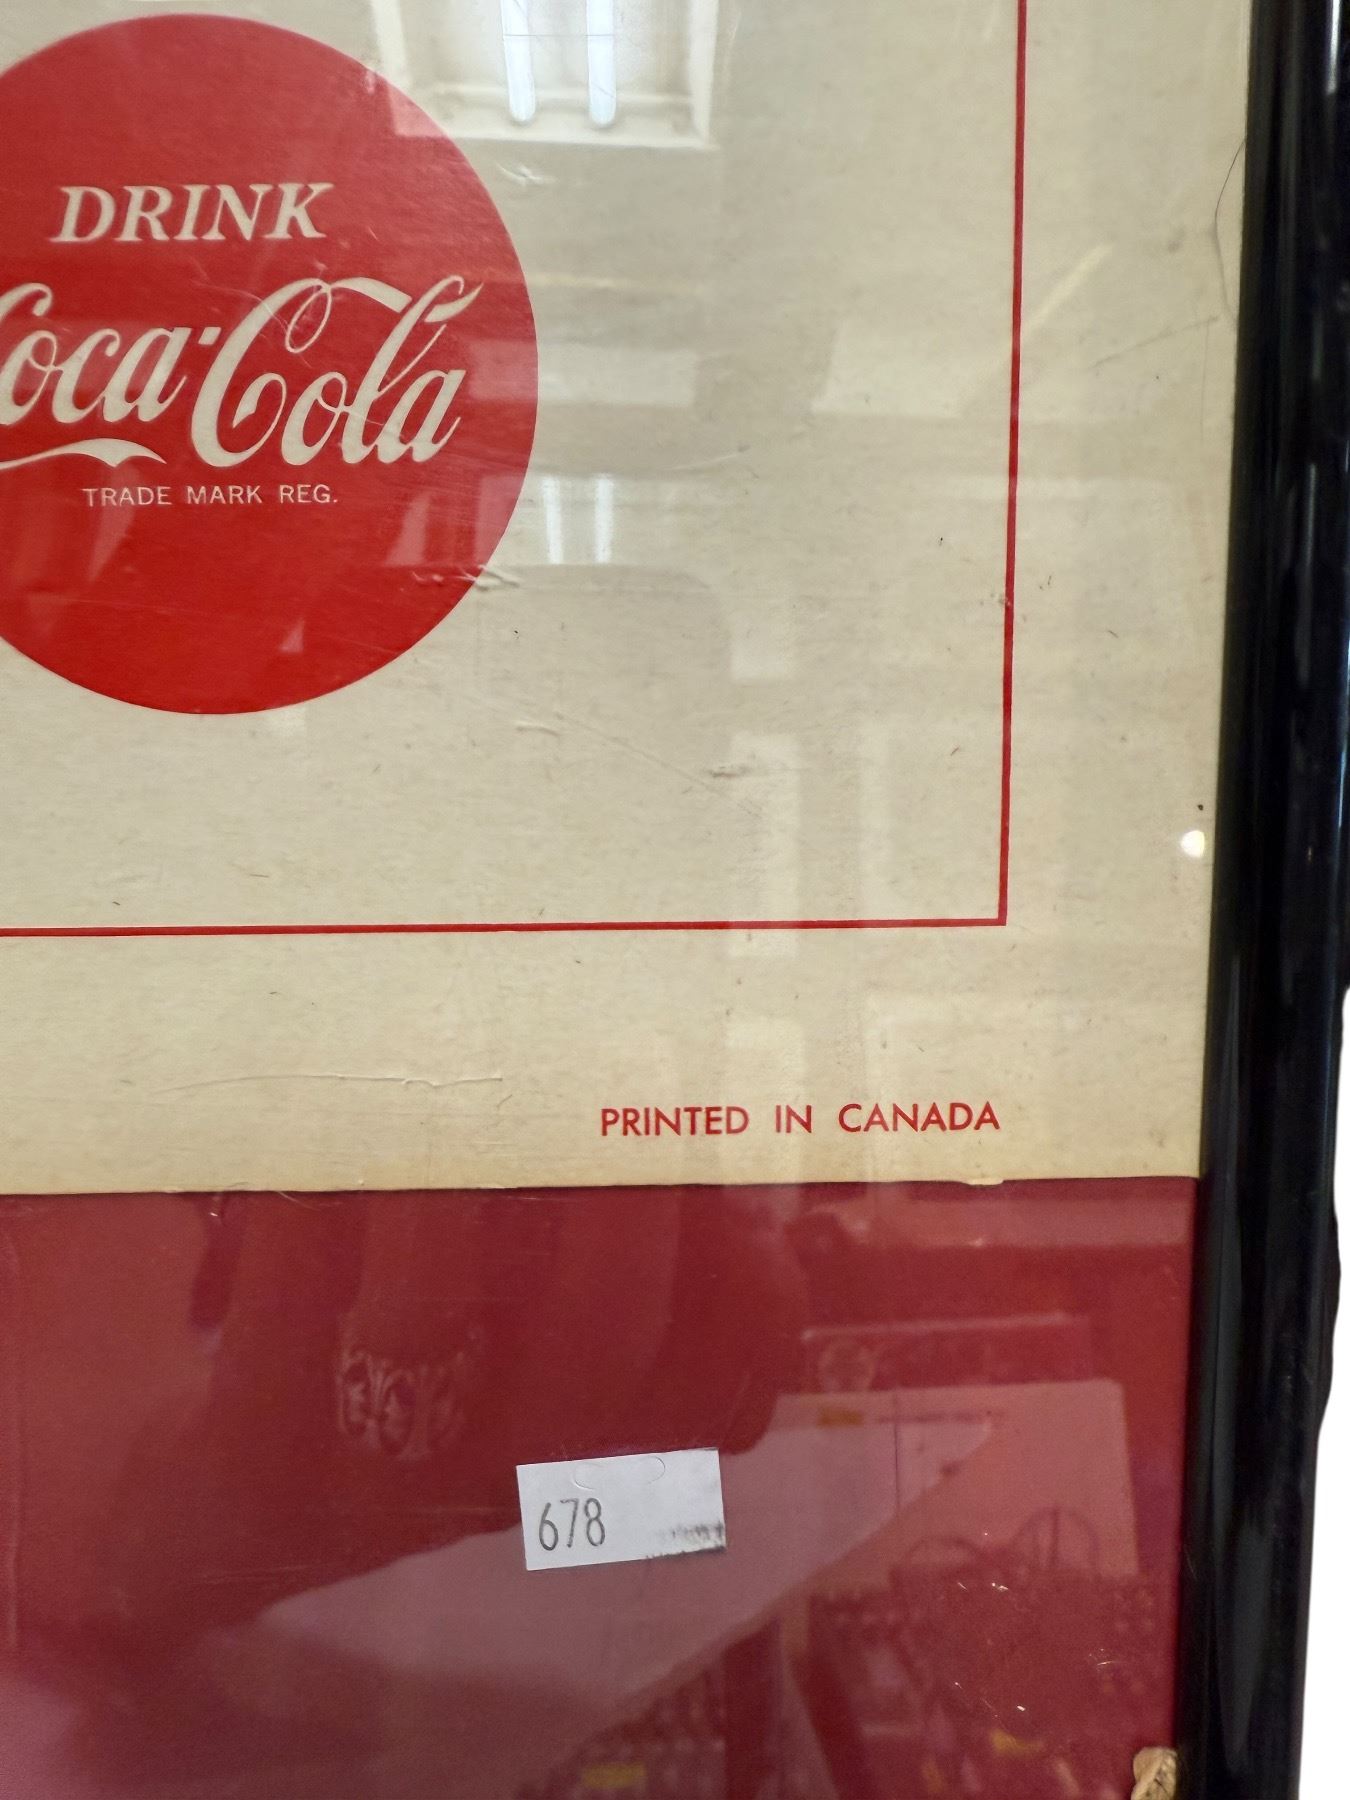 DRINK
Coca-Cola
TRADE MARK REG.
PRINTED IN CANADA
678